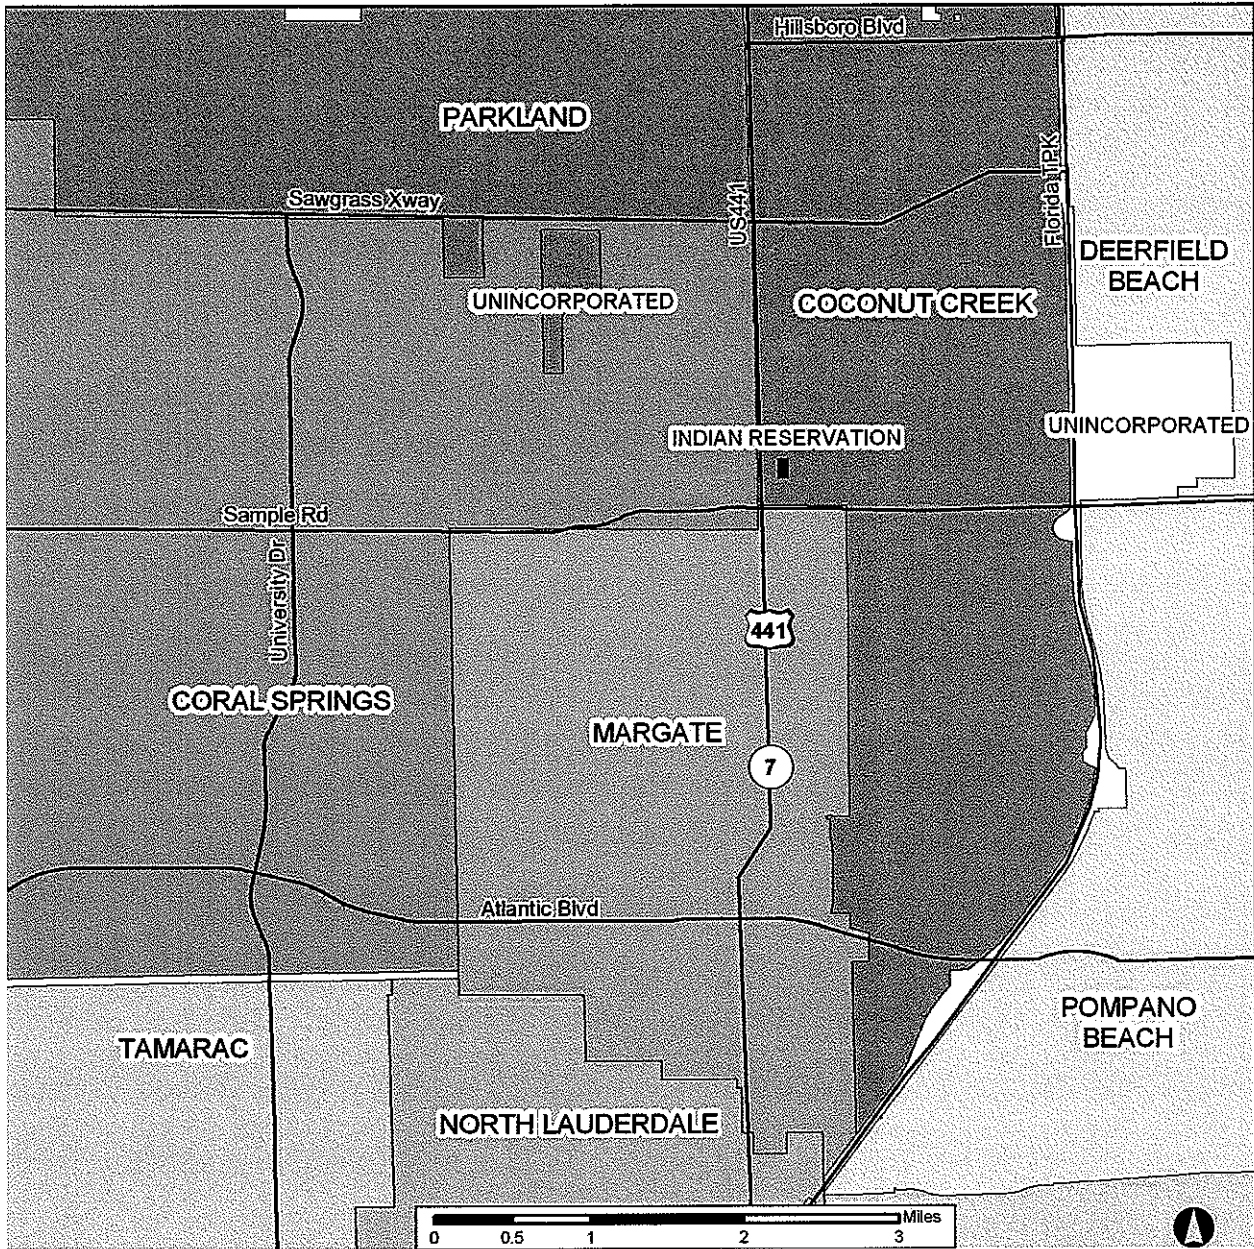 Hillsboro Blvd
PARKLAND
Sawgrass Xway
US441
Florida TPK
DEERFIELD
BEACH
UNINCORPORATED
COCONUT CREEK
INDIAN RESERVATION
UNINCORPORATED
Sample Rd
University Dr
441
CORAL SPRINGS
MARGATE
7
Atlantic Blvd
POMPANO
BEACH
TAMARAC
NORTH LAUDERDALE
Miles
0 0.5 1 2 3